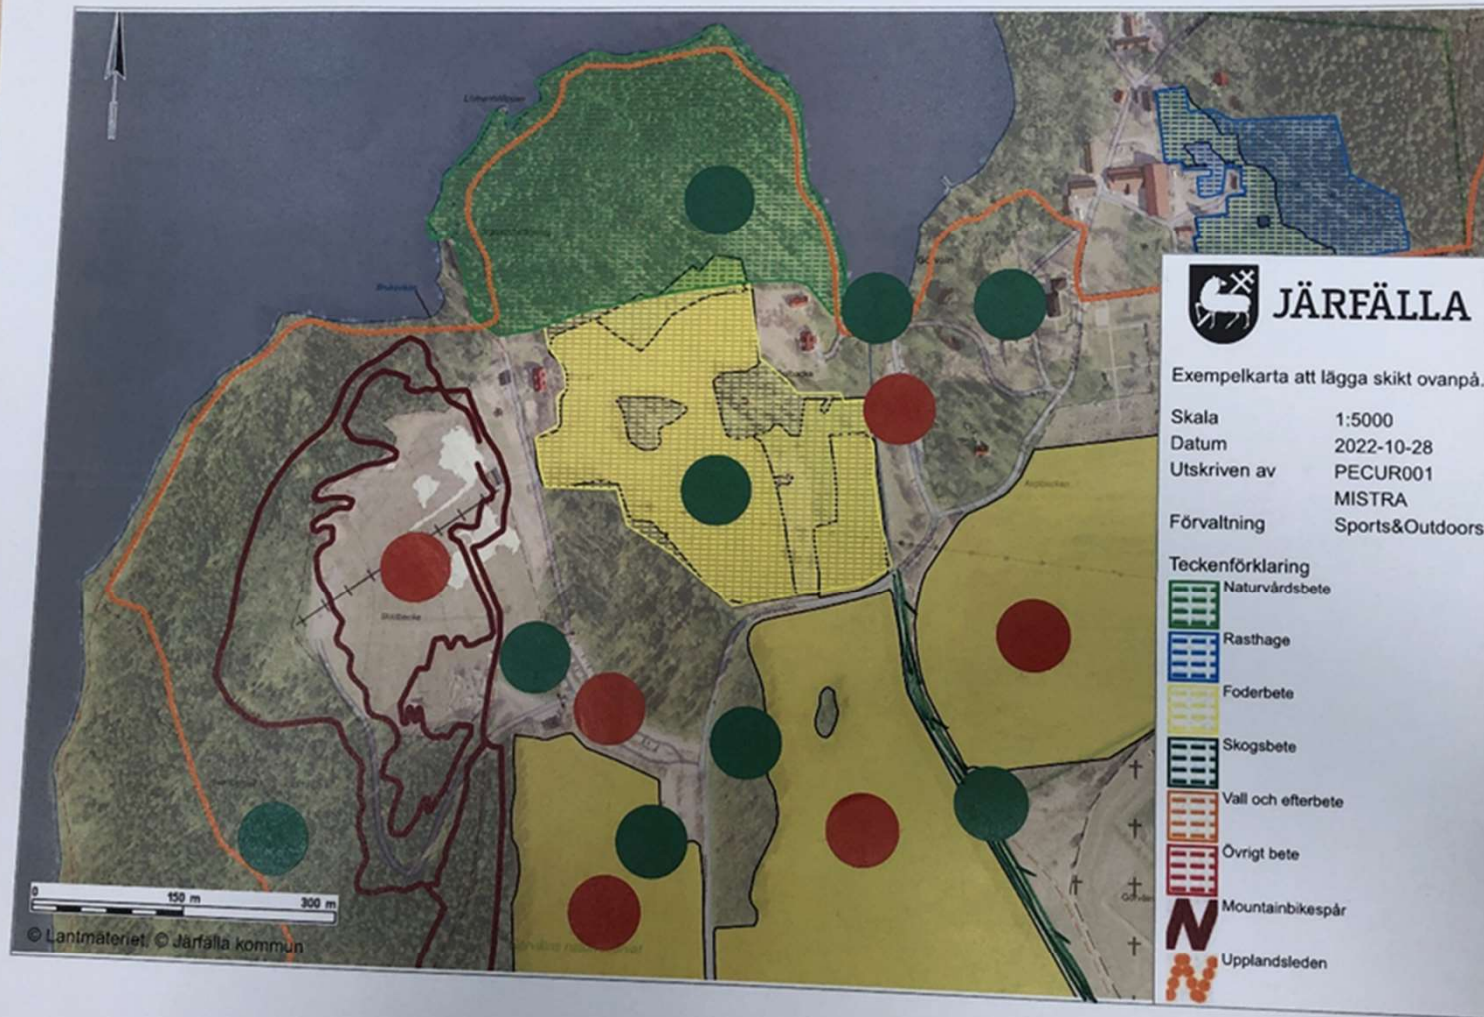 JÄRFÄLLA
Exempelkarta att lägga skikt ovanpå.
Skala 1:5000
Datum 2022-10-28
Utskriven av PECUR001
MISTRA
Förvaltning Sports&Outdoors
Teckenförklaring
Naturvårdsbete
Rasthage
Foderbete
Skogsbete
Vall och efterbete
Övrigt bete
Mountainbikespår
Upplandsleden
0 150 m 300 m
© Lantmäteriet, © Järfälla kommun